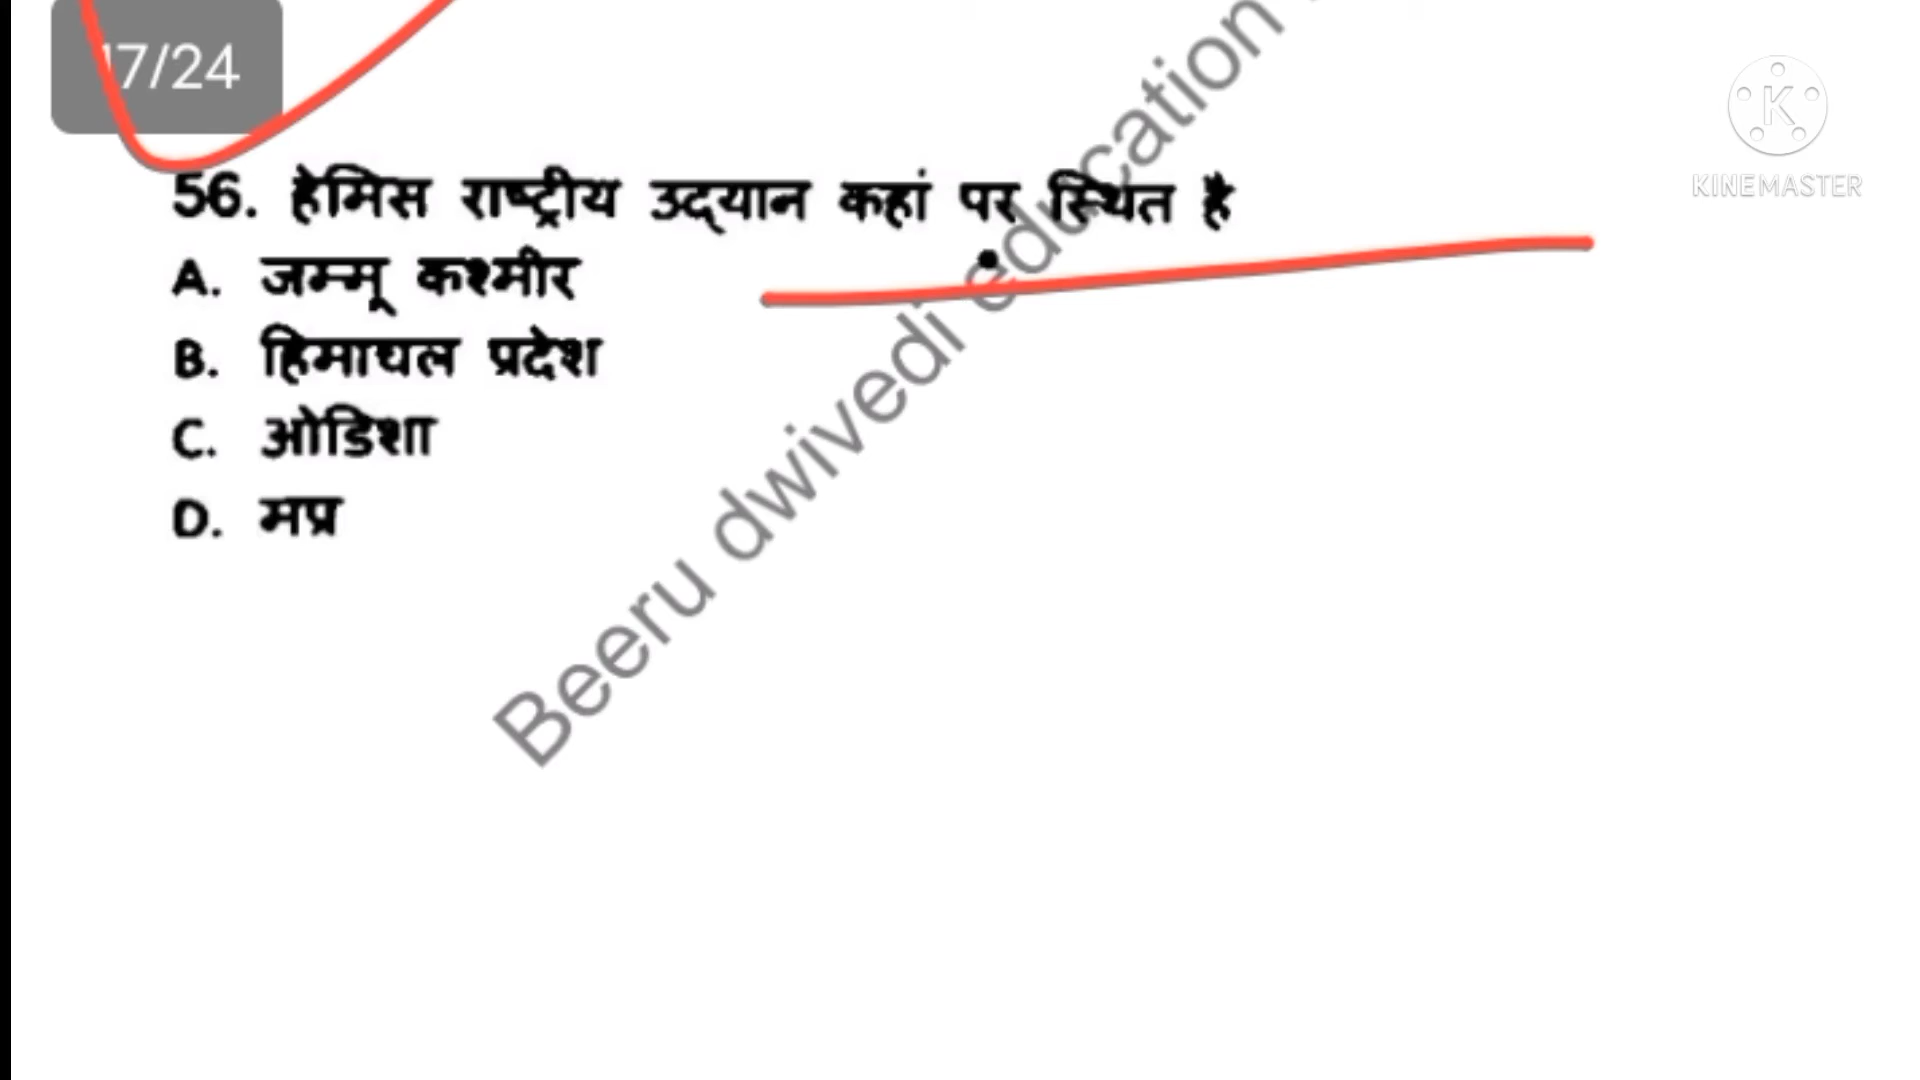 17/24
KINEMASTER
56. हेमिस राष्ट्रीय उद्यान कहां पर स्थित है
A. जम्मू कश्मीर
B. हिमाचल प्रदेश
C. ओडिशा
D. मप्र
Beeru dwivedi education